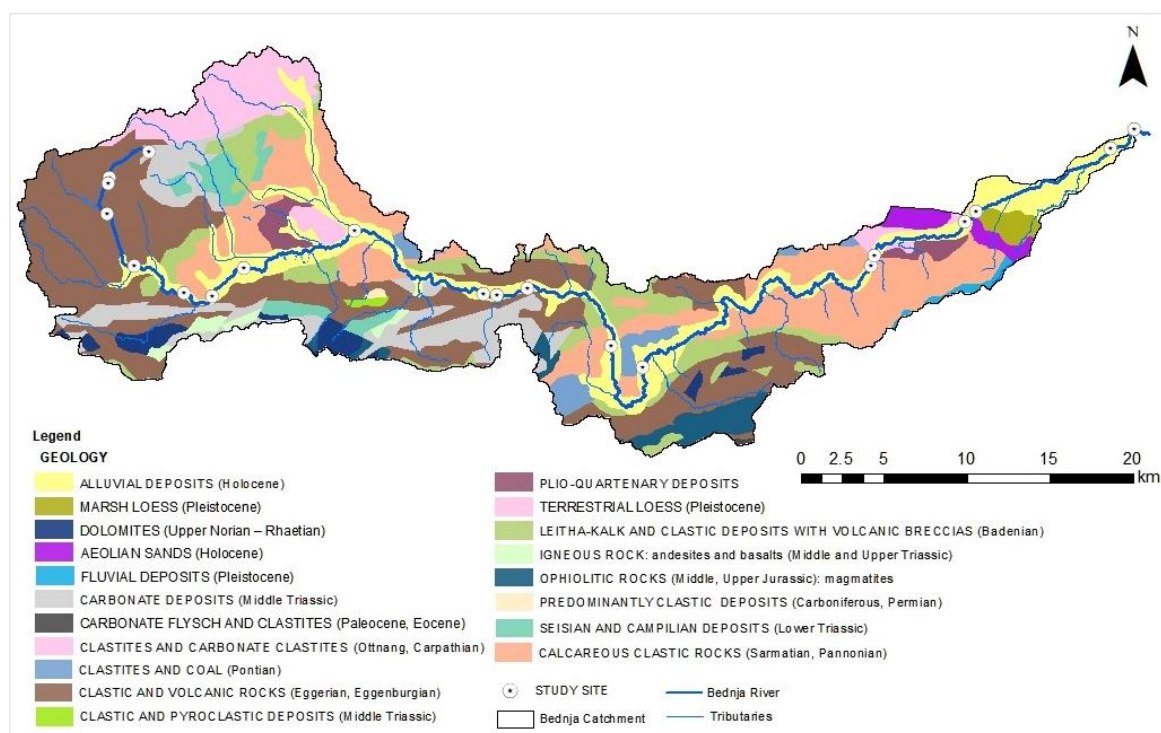 N
Legend
GEOLOGY
ALLUVIAL DEPOSITS (Holocene)
MARSH LOESS (Pleistocene)
DOLOMITES (Upper Norian – Rhaetian)
AEOLIAN SANDS (Holocene)
FLUVIAL DEPOSITS (Pleistocene)
CARBONATE DEPOSITS (Middle Triassic)
CARBONATE FLYSCH AND CLASTITES (Paleocene, Eocene)
CLASTITES AND CARBONATE CLASTITES (Ottnang, Carpathian)
CLASTITES AND COAL (Pontian)
CLASTIC AND VOLCANIC ROCKS (Eggerian, Eggenburgian)
CLASTIC AND PYROCLASTIC DEPOSITS (Middle Triassic)
PLIO-QUARTENARY DEPOSITS
TERRESTRIAL LOESS (Pleistocene)
LEITHA-KALK AND CLASTIC DEPOSITS WITH VOLCANIC BRECCIAS (Badenian)
IGNEOUS ROCK: andesites and basalts (Middle and Upper Triassic)
OPHIOLITIC ROCKS (Middle, Upper Jurassic): magmatites
PREDOMINANTLY CLASTIC DEPOSITS (Carboniferous, Permian)
SEISIAN AND CAMPILIAN DEPOSITS (Lower Triassic)
CALCAREOUS CLASTIC ROCKS (Sarmatian, Pannonian)
STUDY SITE
Bednja River
Bednja Catchment
Tributaries
0 2.5 5 10 15 20
km